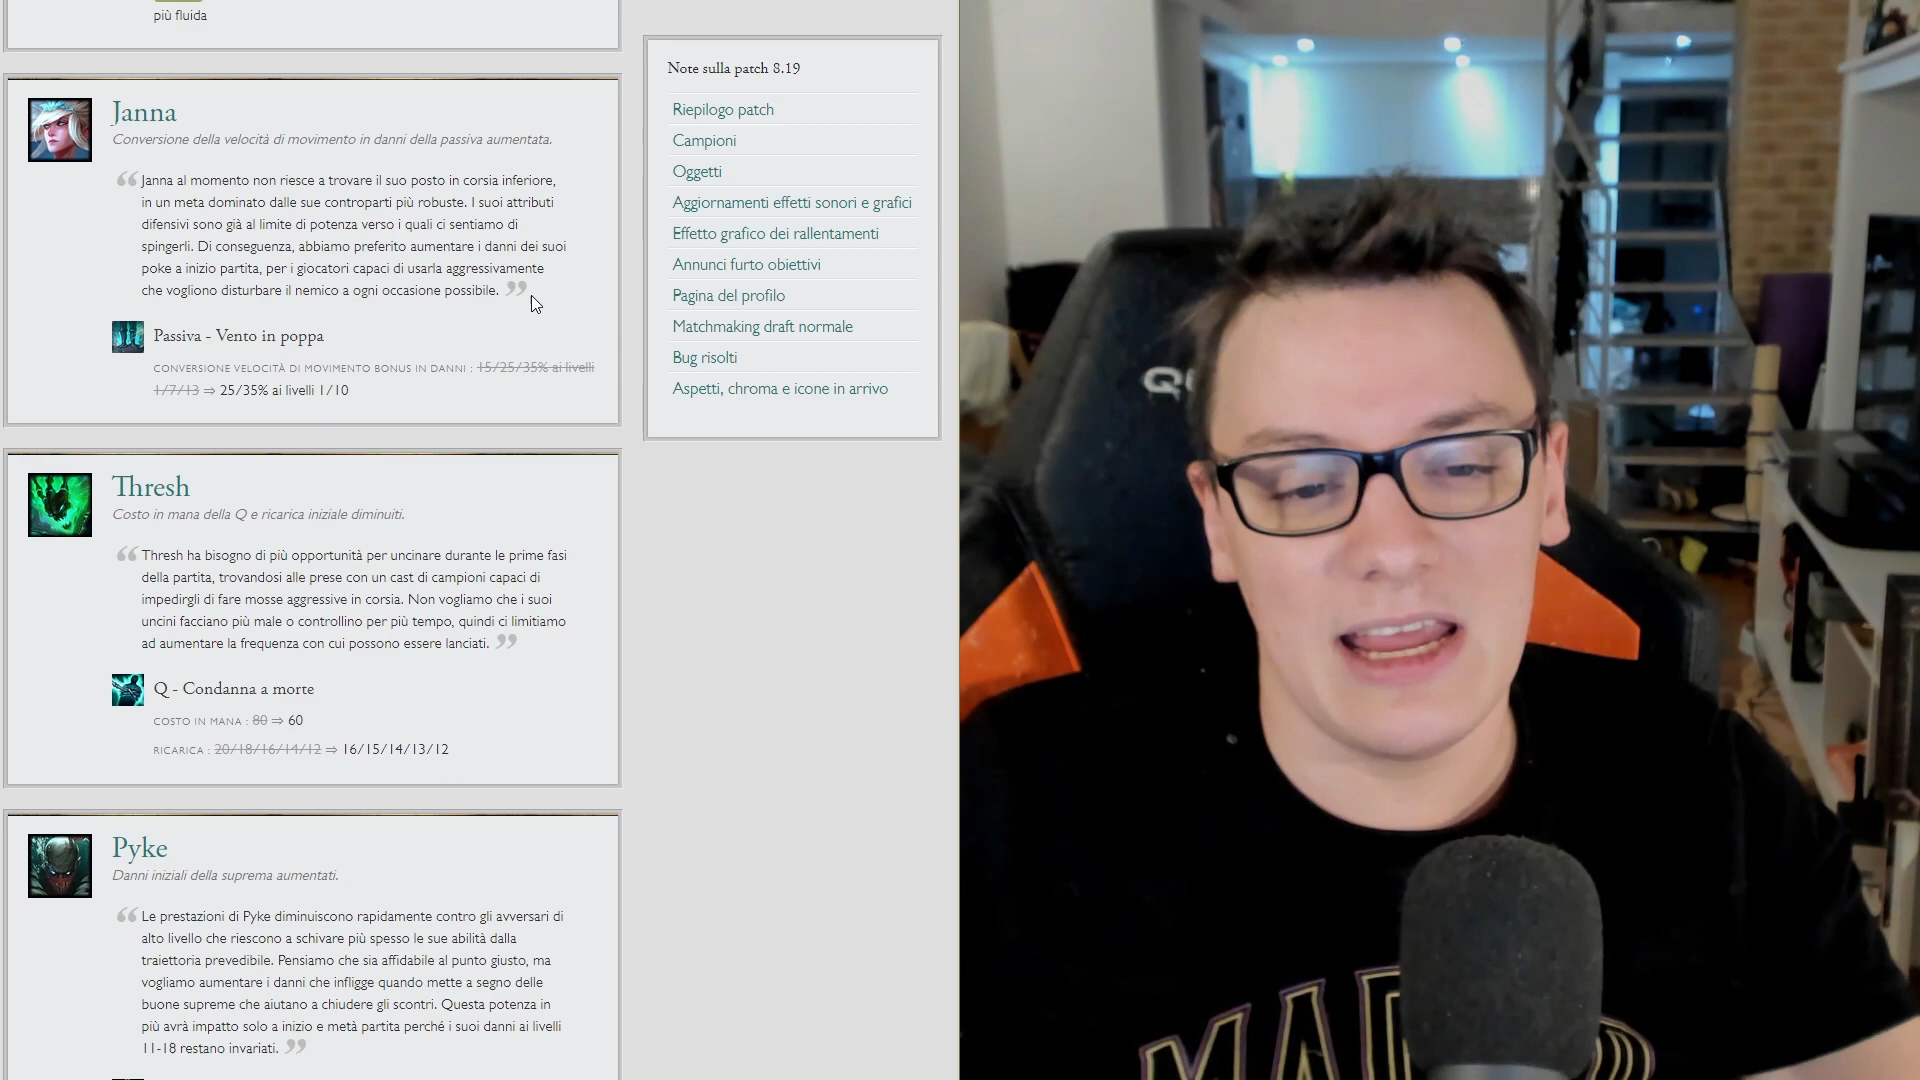 più fluida
Janna
Conversione della velocità di movimento in danni della passiva aumentata.
Janna al momento non riesce a trovare il suo posto in corsia inferiore,
in un meta dominato dalle sue controparti più robuste. I suoi attributi
difensivi sono già al limite di potenza verso i quali ci sentiamo di
spingerli. Di conseguenza, abbiamo preferito aumentare i danni dei suoi
poke a inizio partita, per i giocatori capaci di usarla aggressivamente
che vogliono disturbare il nemico a ogni occasione possibile.
Passiva - Vento in poppa
CONVERSIONE VELOCITÀ DI MOVIMENTO BONUS IN DANNI : 15/25/35% ai livelli
1/7/13 ⇒ 25/35% ai livelli 1/10
Thresh
Costo in mana della Q e ricarica iniziale diminuiti.
Thresh ha bisogno di più opportunità per uncinare durante le prime fasi
della partita, trovandosi alle prese con un cast di campioni capaci di
impedirgli di fare mosse aggressive in corsia. Non vogliamo che i suoi
uncini facciano più male o controllino per più tempo, quindi ci limitiamo
ad aumentare la frequenza con cui possono essere lanciati.
Q - Condanna a morte
COSTO IN MANA : 80 ⇒ 60
RICARICA : 20/18/16/14/12 ⇒ 16/15/14/13/12
Pyke
Danni iniziali della suprema aumentati.
Le prestazioni di Pyke diminuiscono rapidamente contro gli avversari di
alto livello che riescono a schivare più spesso le sue abilità dalla
traiettoria prevedibile. Pensiamo che sia affidabile al punto giusto, ma
vogliamo aumentare i danni che infligge quando mette a segno delle
buone supreme che aiutano a chiudere gli scontri. Questa potenza in
più avrà impatto solo a inizio e metà partita perché i suoi danni ai livelli
11-18 restano invariati.
Note sulla patch 8.19
Riepilogo patch
Campioni
Oggetti
Aggiornamenti effetti sonori e grafici
Effetto grafico dei rallentamenti
Annunci furto obiettivi
Pagina del profilo
Matchmaking draft normale
Bug risolti
Aspetti, chroma e icone in arrivo